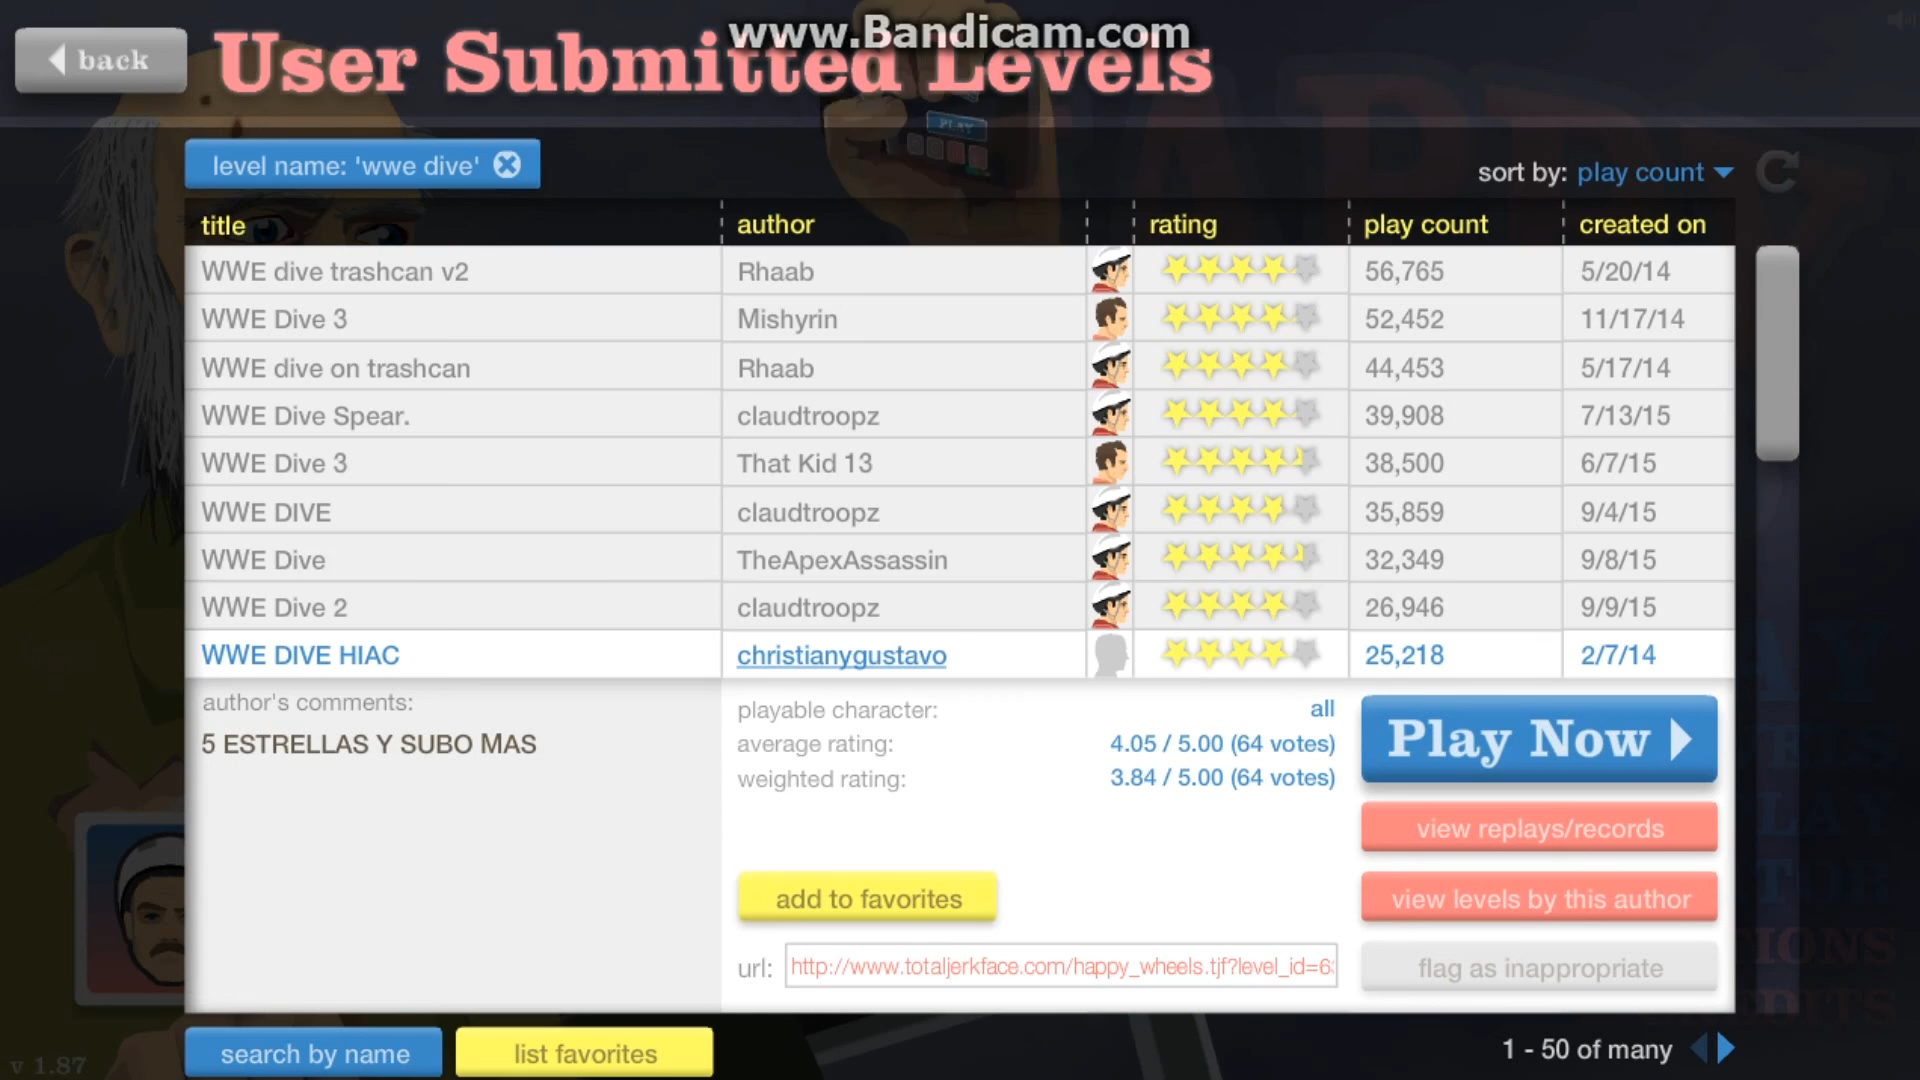 www.Bandicam.com
back
User Submitted Levels
PLAY
level name: 'wwe dive'
sort by: play count
title author rating play count created on
WWE dive trashcan v2 Rhaab 56,765 5/20/14
WWE Dive 3 Mishyrin 52,452 11/17/14
WWE dive on trashcan Rhaab 44,453 5/17/14
WWE Dive Spear. claudtroopz 39,908 7/13/15
WWE Dive 3 That Kid 13 38,500 6/7/15
WWE DIVE claudtroopz 35,859 9/4/15
WWE Dive TheApexAssassin 32,349 9/8/15
WWE Dive 2 claudtroopz 26,946 9/9/15
WWE DIVE HIAC christianygustavo 25,218 2/7/14
author's comments:
5 ESTRELLAS Y SUBO MAS
playable character: all
average rating: 4.05 / 5.00 (64 votes)
weighted rating: 3.84 / 5.00 (64 votes)
Play Now
view replays/records
add to favorites
view levels by this author
url: http://www.totaljerkface.com/happy_wheels.tjf?level_id=6
flag as inappropriate
search by name
list favorites
1 - 50 of many
v 1.87